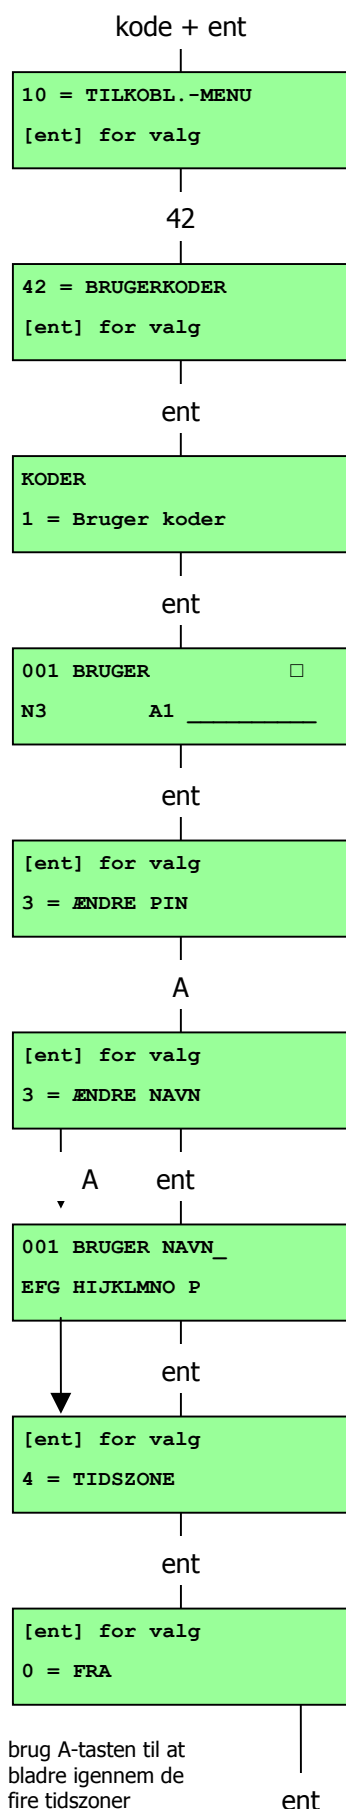 kode + ent
10 = TILKOBL.-MENU
[ent] for valg
42
42 = BRUGERKODER
[ent] for valg
ent
KODER
1 = Bruger koder
ent
001 BRUGER □
N3 A1 __________
ent
[ent] for valg
3 = ÆNDRE PIN
A
[ent] for valg
3 = ÆNDRE NAVN
A ent
001 BRUGER NAVN_
EFG HIJKLMNO P
ent
[ent] for valg
4 = TIDSZONE
ent
[ent] for valg
0 = FRA
brug A-tasten til at
bladre igennem de
fire tidszoner
ent